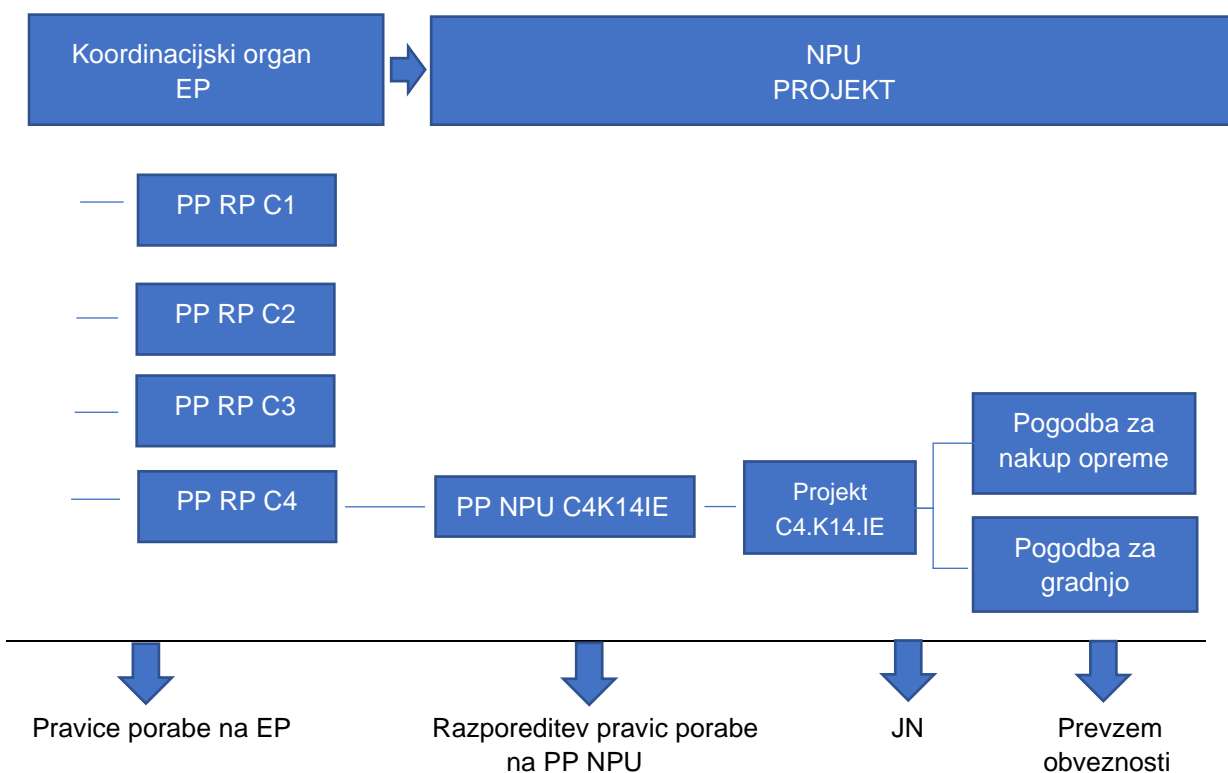 Koordinacijski organ
EP
NPU
PROJEKT
PP RP C1
PP RP C2
PP RP C3
PP RP C4
PP NPU C4K14IE
Projekt
C4.K14.IE
Pogodba za
nakup opreme
Pogodba za
gradnjo
Pravice porabe na EP
Razporeditev pravic porabe
na PP NPU
JN
Prevzem
obveznosti